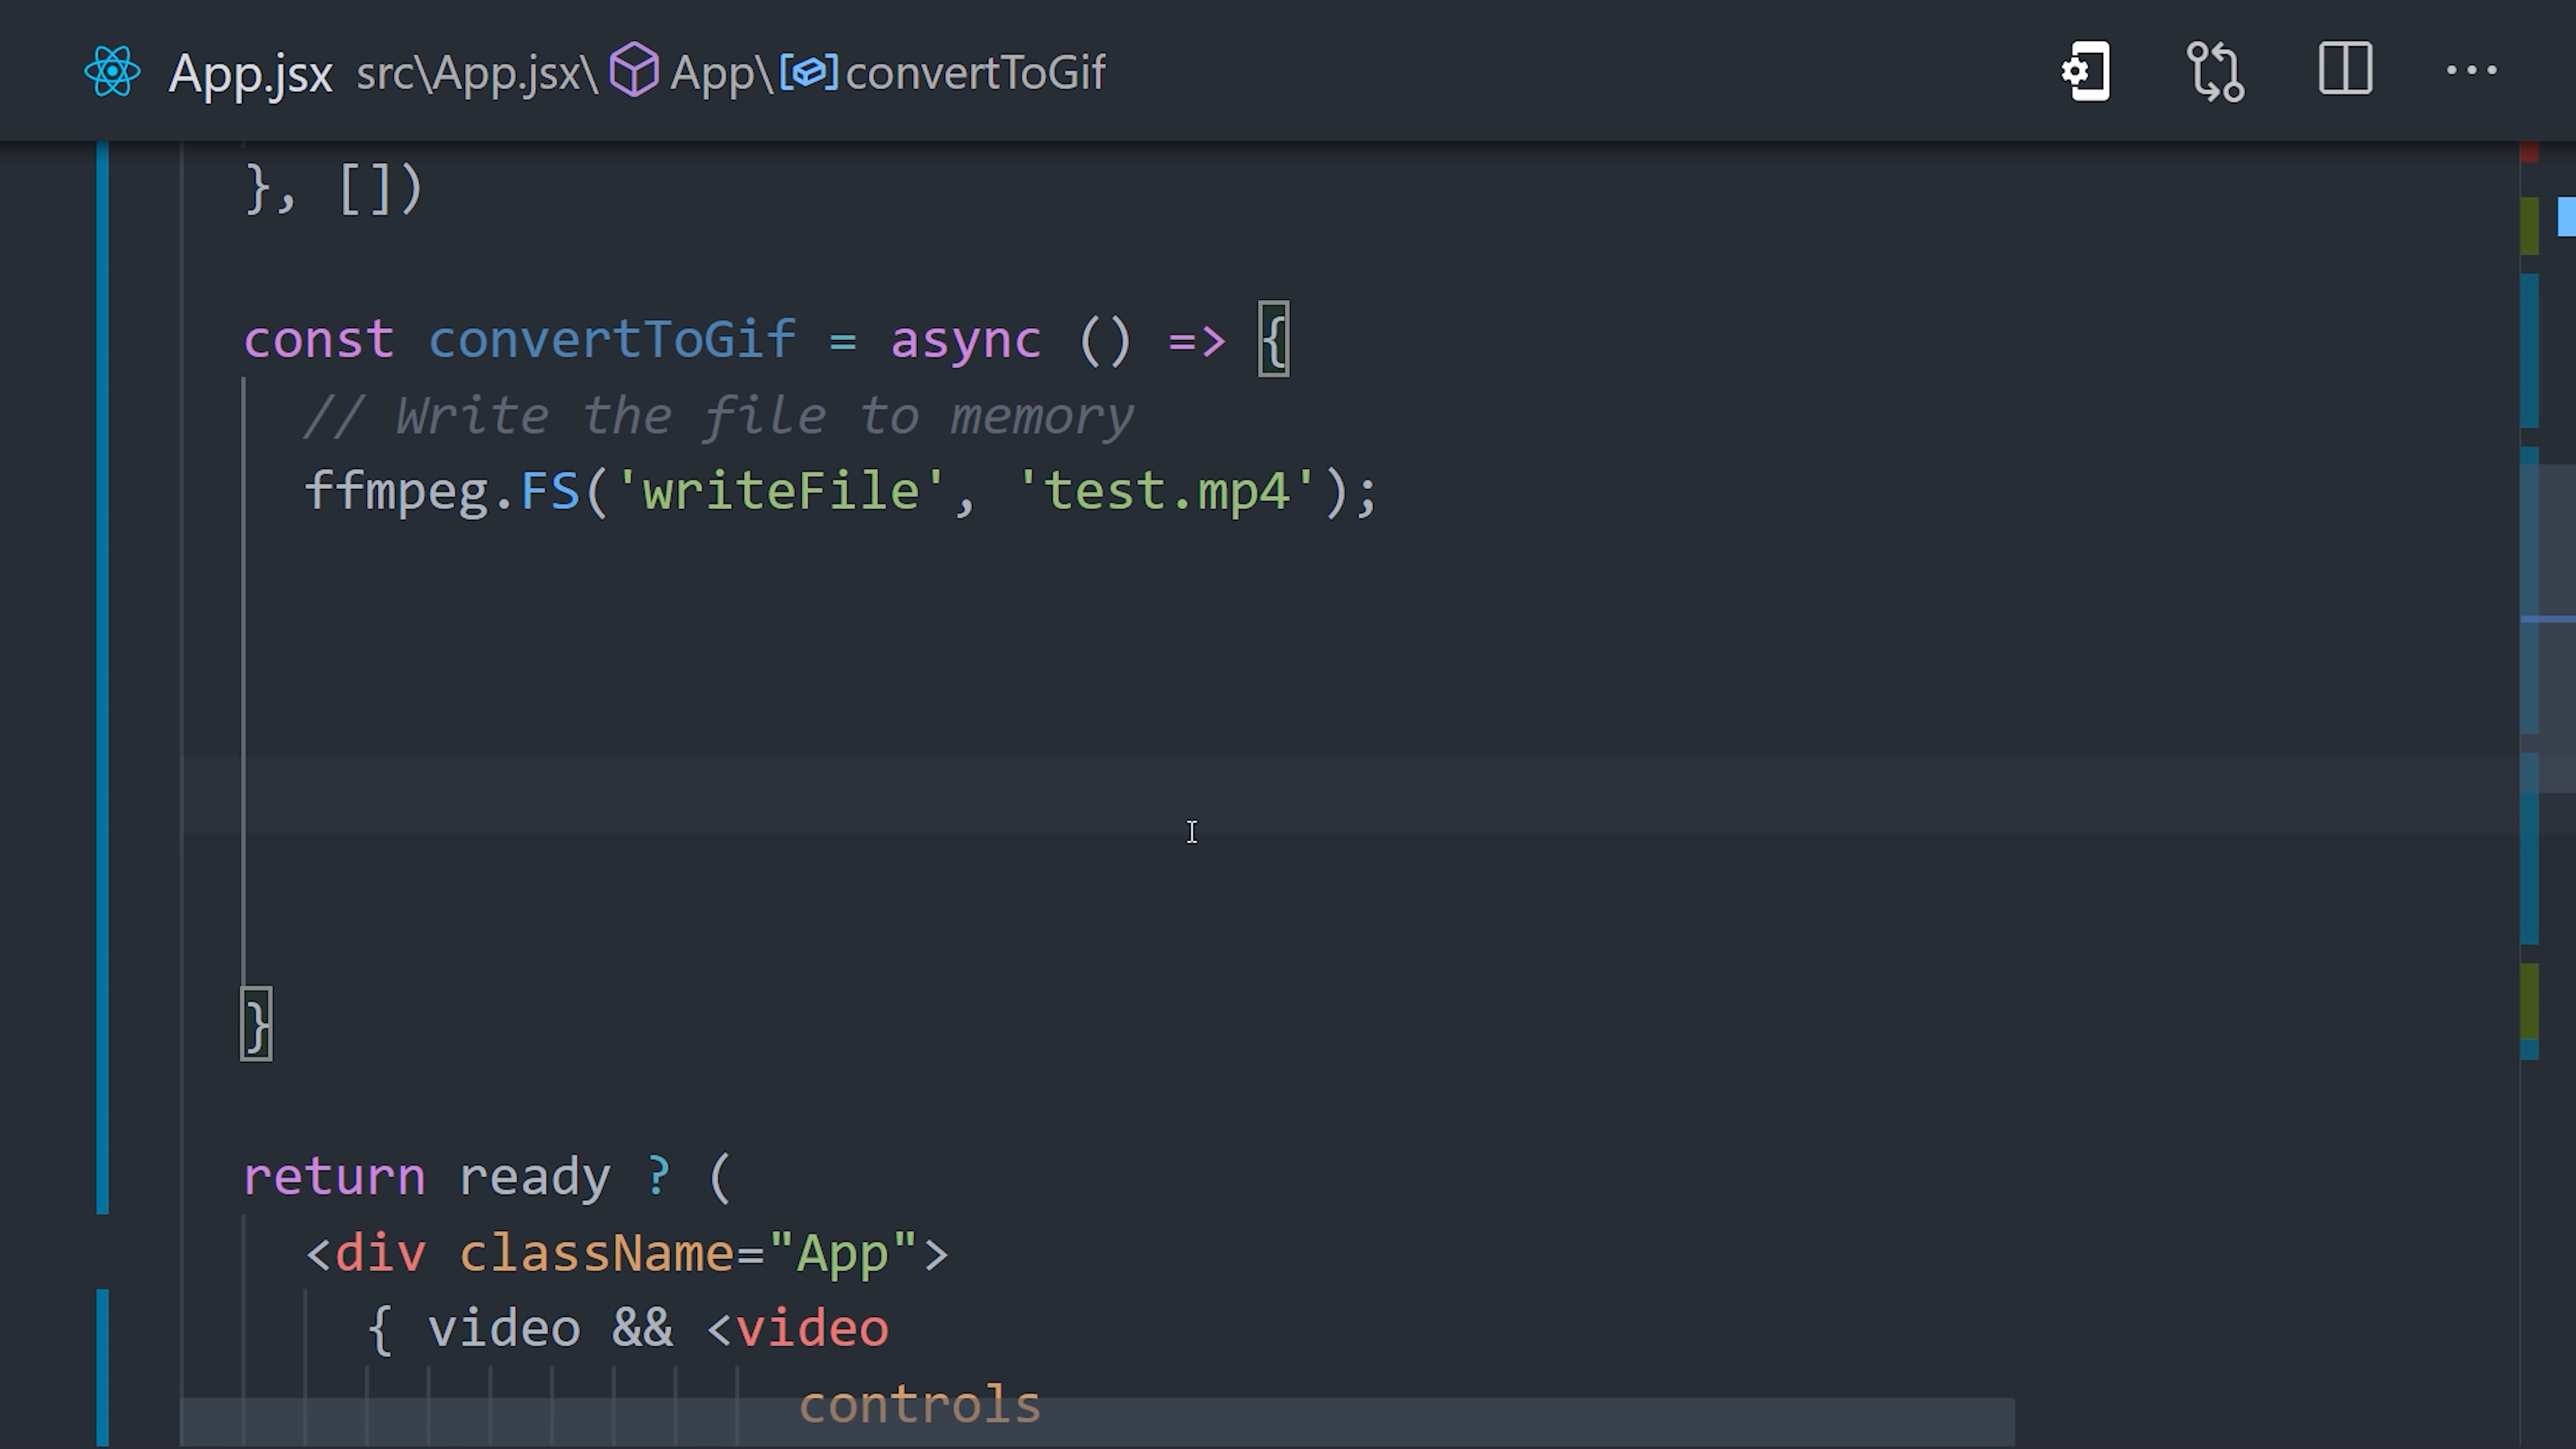 App.jsx src\App.jsx\ App\ convertToGif
}, [])
const convertToGif = async () => {
// Write the file to memory
ffmpeg.FS('writeFile', 'test.mp4');
}
return ready ? (
<div className="App">
{ video && <video
controls